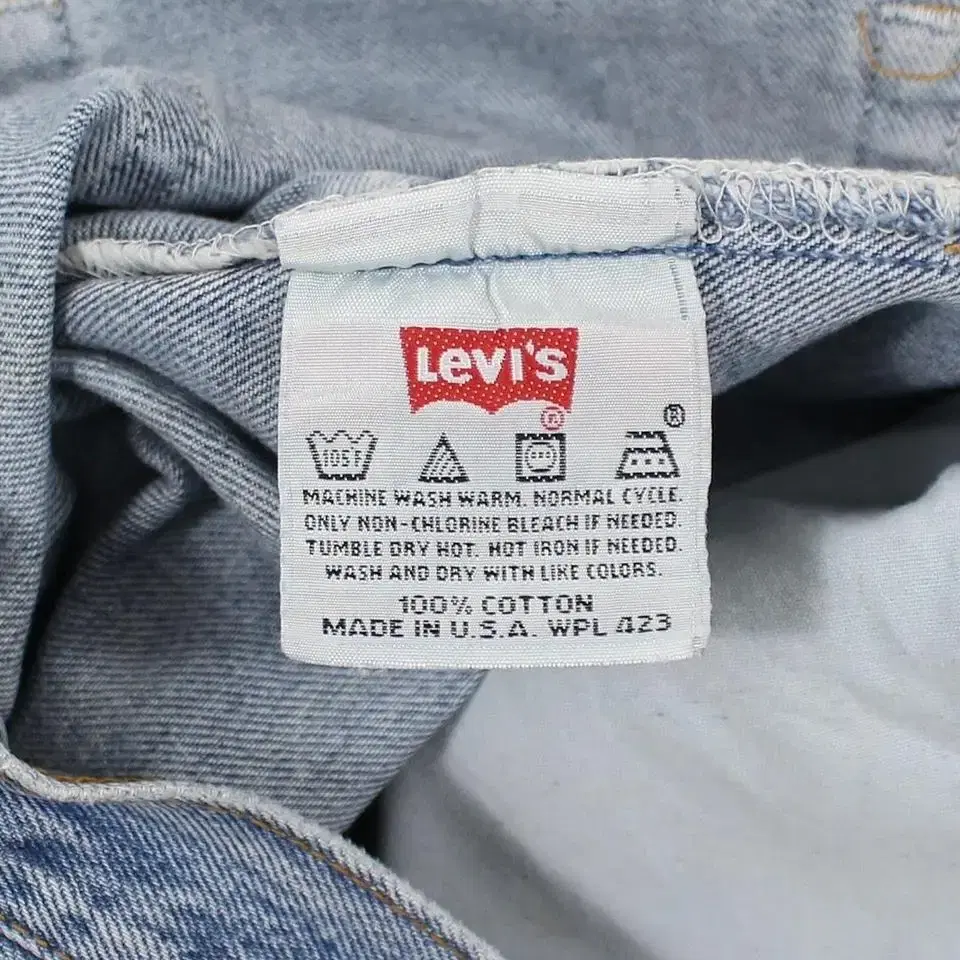 Levi's
®
®
105F
MACHINE WASH WARM. NORMAL CYCLE.
ONLY NON-CHLORINE BLEACH IF NEEDED.
TUMBLE DRY HOT. HOT IRON IF NEEDED.
WASH AND DRY WITH LIKE COLORS.
100% COTTON
MADE IN U.S.A. WPL 423